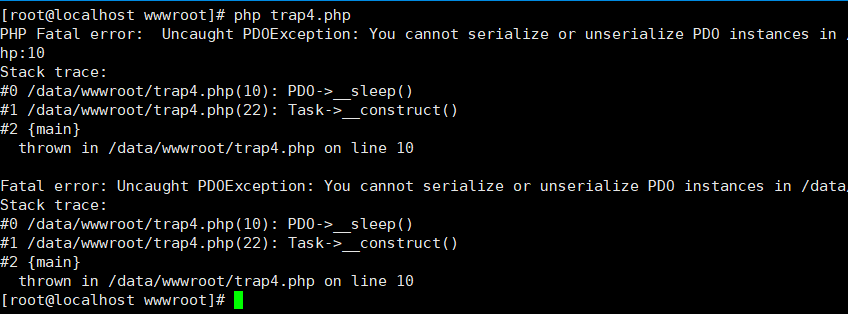 [root@localhost wwwroot]# php trap4.php
PHP Fatal error:  Uncaught PDOException: You cannot serialize or unserialize PDO instances in /
hp:10
Stack trace:
#0 /data/wwwroot/trap4.php(10): PDO->__sleep()
#1 /data/wwwroot/trap4.php(22): Task->__construct()
#2 {main}
  thrown in /data/wwwroot/trap4.php on line 10

Fatal error: Uncaught PDOException: You cannot serialize or unserialize PDO instances in /data/
Stack trace:
#0 /data/wwwroot/trap4.php(10): PDO->__sleep()
#1 /data/wwwroot/trap4.php(22): Task->__construct()
#2 {main}
  thrown in /data/wwwroot/trap4.php on line 10
[root@localhost wwwroot]#